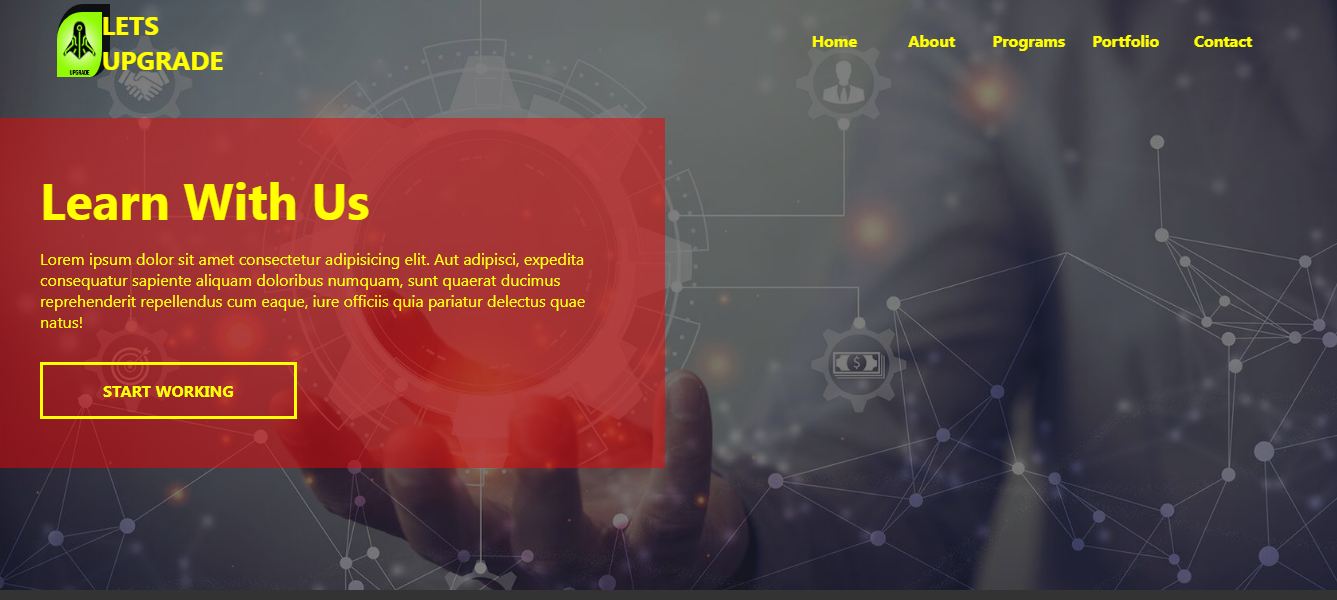 LETS
UPGRADE
UPGRADE
Home About Programs Portfolio Contact
Learn With Us
Lorem ipsum dolor sit amet consectetur adipisicing elit. Aut adipisci, expedita
consequatur sapiente aliquam doloribus numquam, sunt quaerat ducimus
reprehenderit repellendus cum eaque, iure officiis quia pariatur delectus quae
natus!
START WORKING
$